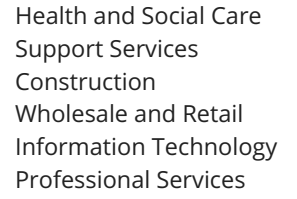 Health and Social Care
Support Services
Construction
Wholesale and Retail
Information Technology
Professional Services